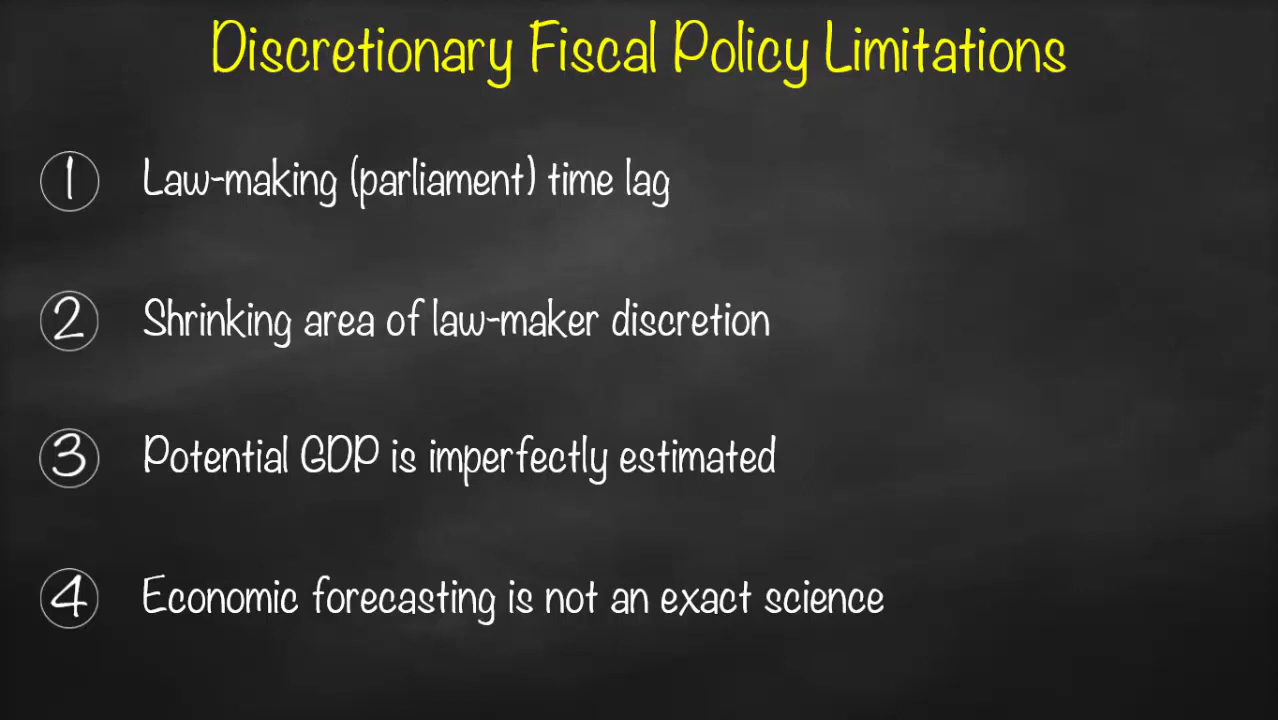 Discretionary Fiscal Policy Limitations
1 Law-making (parliament) time lag
2 Shrinking area of law-maker discretion
3 Potential GDP is imperfectly estimated
4 Economic forecasting is not an exact science